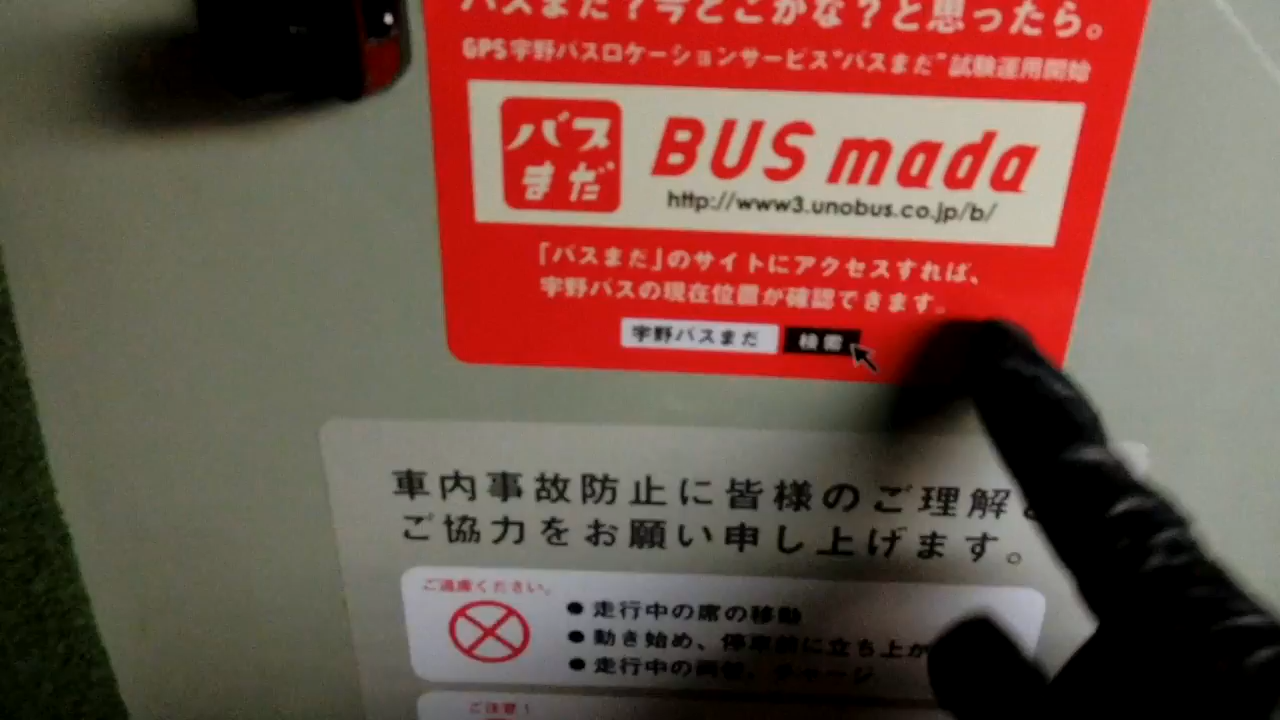 バスまだ?今どこかな?と思ったら。
GPS宇野バスロケーションサービス"バスまだ"試験運用開始
バス
まだ
BUS mada
http://www3.unobus.co.jp/b/
「バスまだ」のサイトにアクセスすれば、
宇野バスの現在位置が確認できます。
宇野バスまだ 検索
車内事故防止に皆様のご理解
ご協力をお願い申し上げます。
ご遠慮ください。
● 走行中の席の移動
● 動き始め、停車前に立ち上が
● 走行中の両替、チャージ
ご注意!